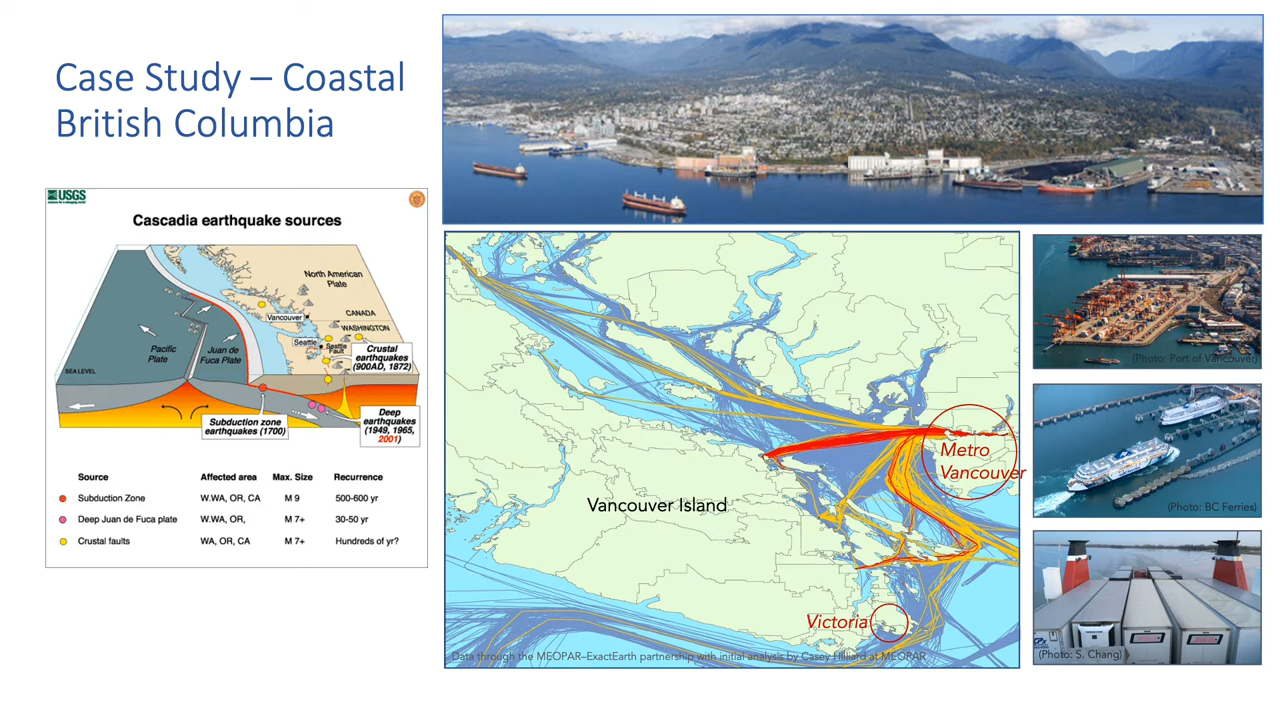 Case Study – Coastal
British Columbia
USGS
Cascadia earthquake sources
North American
Plate
CANADA
Vancouver
WASHINGTON
Seattle
Seattle
Fault
Pacific
Plate
Juan de
Fuca Plate
Crustal
earthquakes
(900AD, 1872)
SEA LEVEL
Subduction zone
earthquakes (1700)
Deep
earthquakes
(1949, 1965,
2001)
Source Affected area Max. Size Recurrence
Subduction Zone W.WA, OR, CA M 9 500-600 yr
Deep Juan de Fuca plate W.WA, OR, M 7+ 30-50 yr
Crustal faults WA, OR, CA M 7+ Hundreds of yr?
Metro
Vancouver
Vancouver Island
Victoria
Data through the MEOPAR–ExactEarth partnership with initial analysis by Casey Hilliard at MEOPAR
(Photo: Port of Vancouver)
(Photo: BC Ferries)
(Photo: S. Chang)